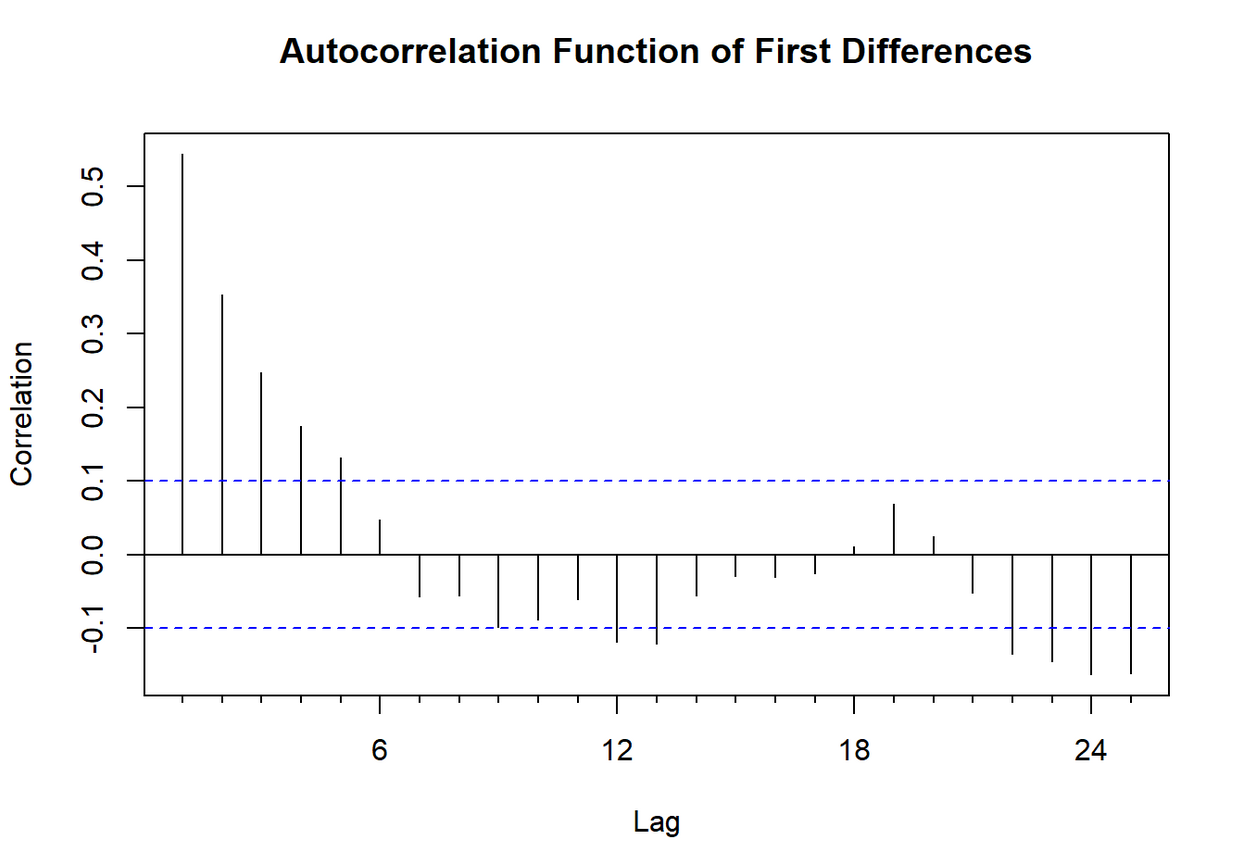 Autocorrelation Function of First Differences
Correlation
0.5
0.4
0.3
0.2
0.1
0.0
-0.1
6 12 18 24
Lag